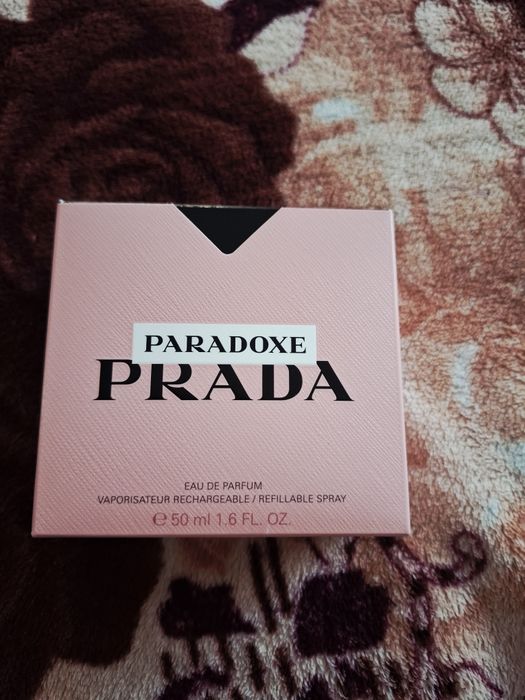 PARADOXE
PRADA
EAU DE PARFUM
VAPORISATEUR RECHARGEABLE / REFILLABLE SPRAY
℮ 50 ml 1.6 FL. OZ.